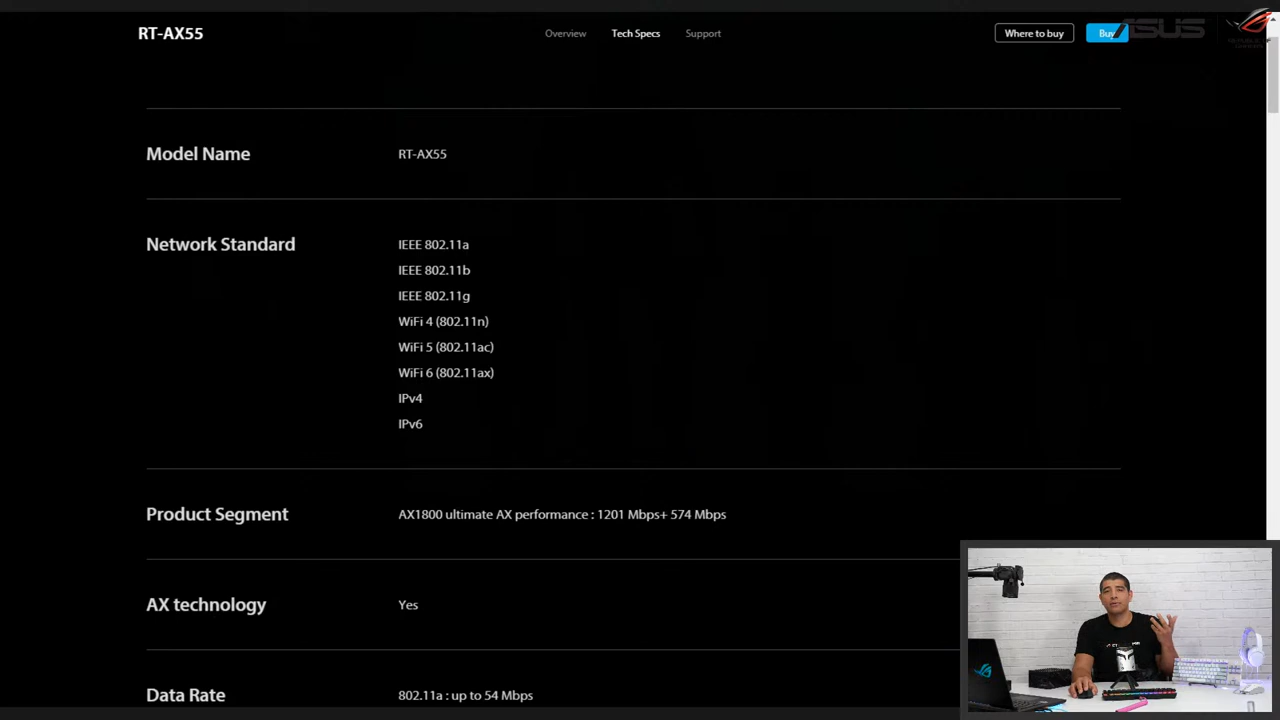 RT-AX55
Overview
Tech Specs
Support
Where to buy
Buy
ASUS
Model Name
RT-AX55
Network Standard
IEEE 802.11a
IEEE 802.11b
IEEE 802.11g
WiFi 4 (802.11n)
WiFi 5 (802.11ac)
WiFi 6 (802.11ax)
IPv4
IPv6
Product Segment
AX1800 ultimate AX performance : 1201 Mbps+ 574 Mbps
AX technology
Yes
Data Rate
802.11a : up to 54 Mbps